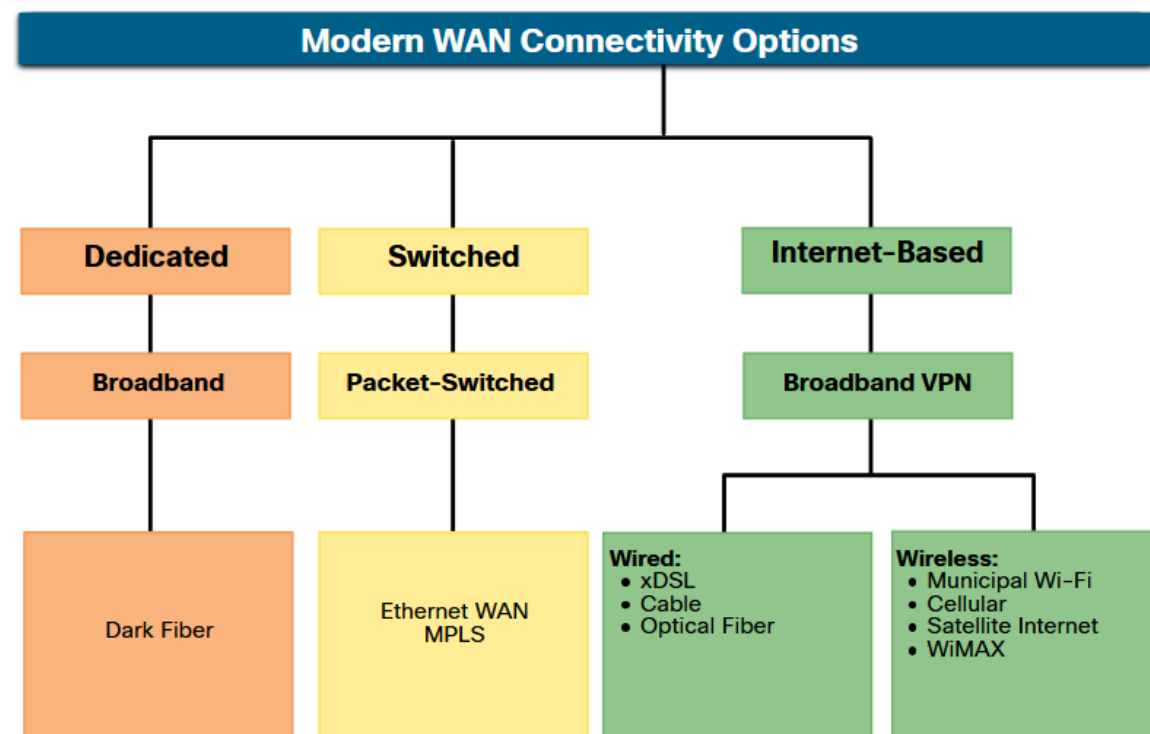 Modern WAN Connectivity Options
Dedicated
Switched
Internet-Based
Broadband
Packet-Switched
Broadband VPN
Dark Fiber
Ethernet WAN
MPLS
Wired:
• xDSL
• Cable
• Optical Fiber
Wireless:
• Municipal Wi-Fi
• Cellular
• Satellite Internet
• WiMAX